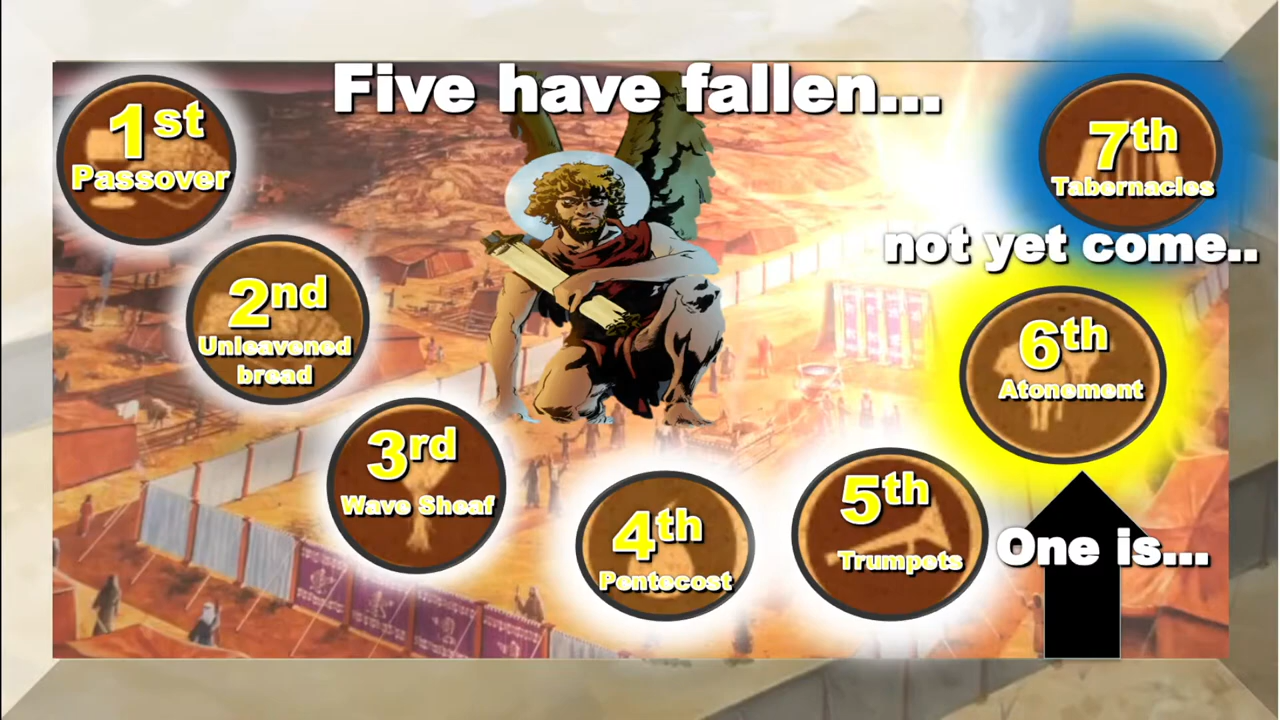 Five have fallen...
1st
Passover
2nd
Unleavened
bread
3rd
Wave Sheaf
4th
Pentecost
5th
Trumpets
6th
Atonement
One is...
7th
Tabernacles
not yet come..